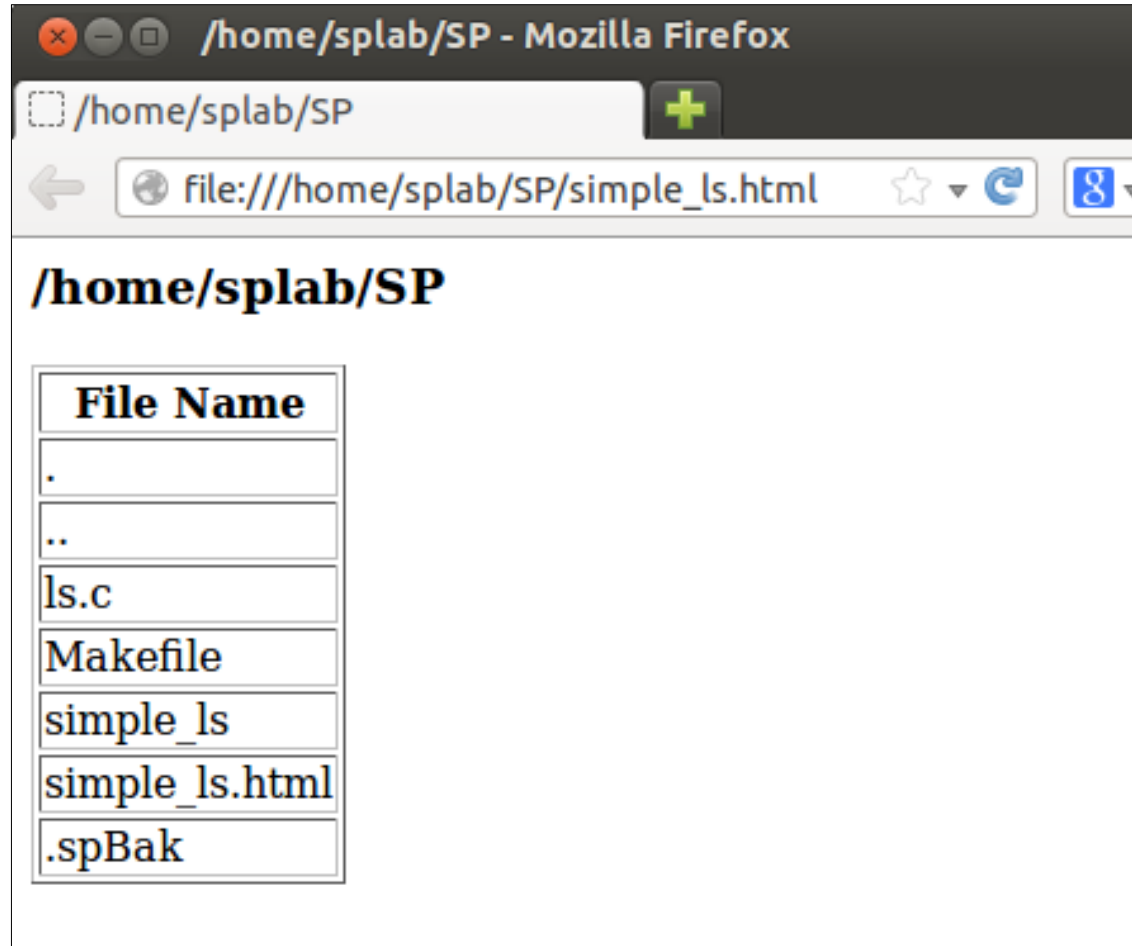 /home/splab/SP - Mozilla Firefox
/home/splab/SP
file:///home/splab/SP/simple_ls.html
8
/home/splab/SP
File Name
.
..
ls.c
Makefile
simple_ls
simple_ls.html
.spBak